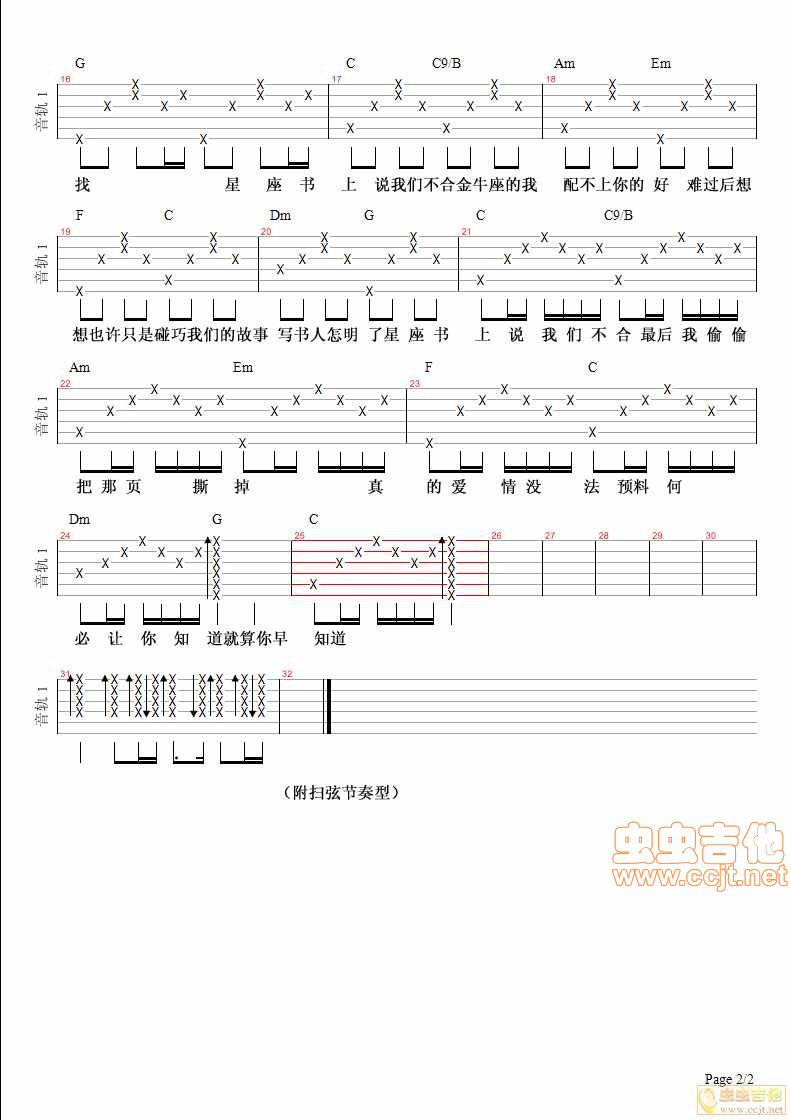 G C C9/B Am Em
16 17 18
音轨 1
找 星 座 书 上 说我们不合金牛座的我 配不上你的 好 难过后想
F C Dm G C C9/B
19 20 21
音轨 1
想也许只是碰巧我们的故事 写书人怎明 了星 座 书 上 说 我 们 不 合 最后 我 偷偷
Am Em F C
22 23
音轨 1
把 那 页 撕 掉 真 的 爱 情 没 法 预料 何
Dm G C
24 25 26 27 28 29 30
音轨 1
必 让 你 知 道就算你早 知道
31 32
音轨 1
（附扫弦节奏型）
虫虫吉他
www.ccjt.net
Page 2/2
虫虫吉他
www.ccjt.net